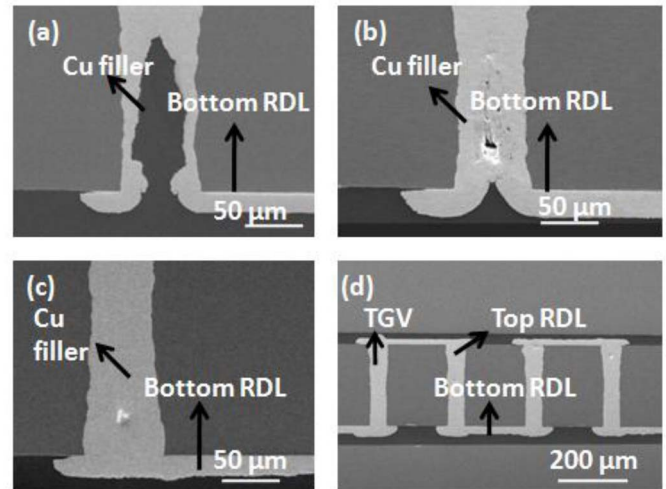 (a)
Cu filler
Bottom RDL
50 μm
(b)
Cu filler
Bottom RDL
50 μm
(c)
Cu
filler
Bottom RDL
50 μm
(d)
TGV
Top RDL
Bottom RDL
200 μm